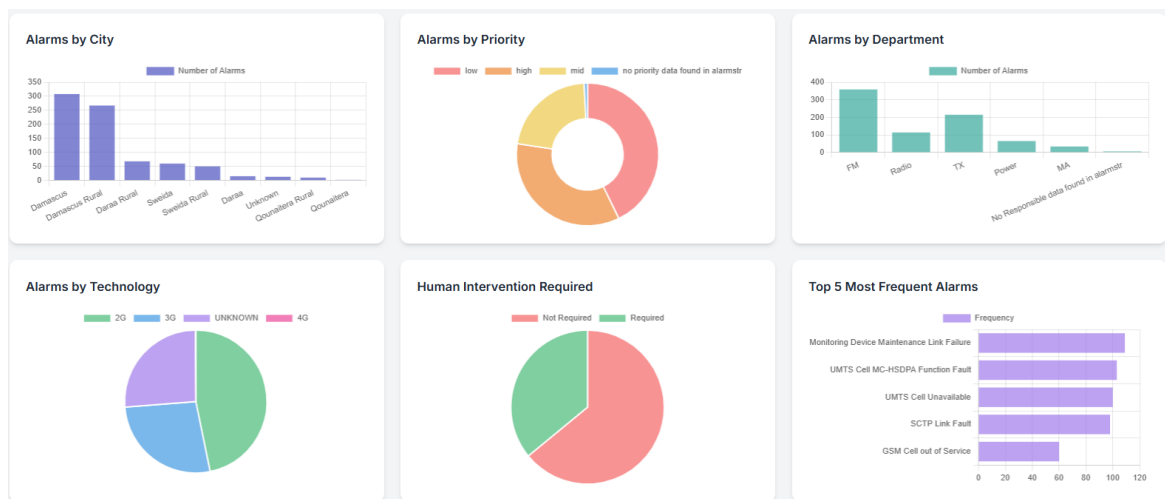 Alarms by City
Number of Alarms
350
300
250
200
150
100
50
0
Damascus
Damascus Rural
Daraa Rural
Sweida
Sweida Rural
Daraa
Unknown
Qounaitera Rural
Qounaitera
Alarms by Priority
low high mid no priority data found in alarmstr
Alarms by Department
Number of Alarms
400
300
200
100
0
FM
Radio
TX
Power
MA
No Responsible data found in alarmstr
Alarms by Technology
2G 3G UNKNOWN 4G
Human Intervention Required
Not Required Required
Top 5 Most Frequent Alarms
Frequency
Monitoring Device Maintenance Link Failure
UMTS Cell MC-HSDPA Function Fault
UMTS Cell Unavailable
SCTP Link Fault
GSM Cell out of Service
0 20 40 60 80 100 120